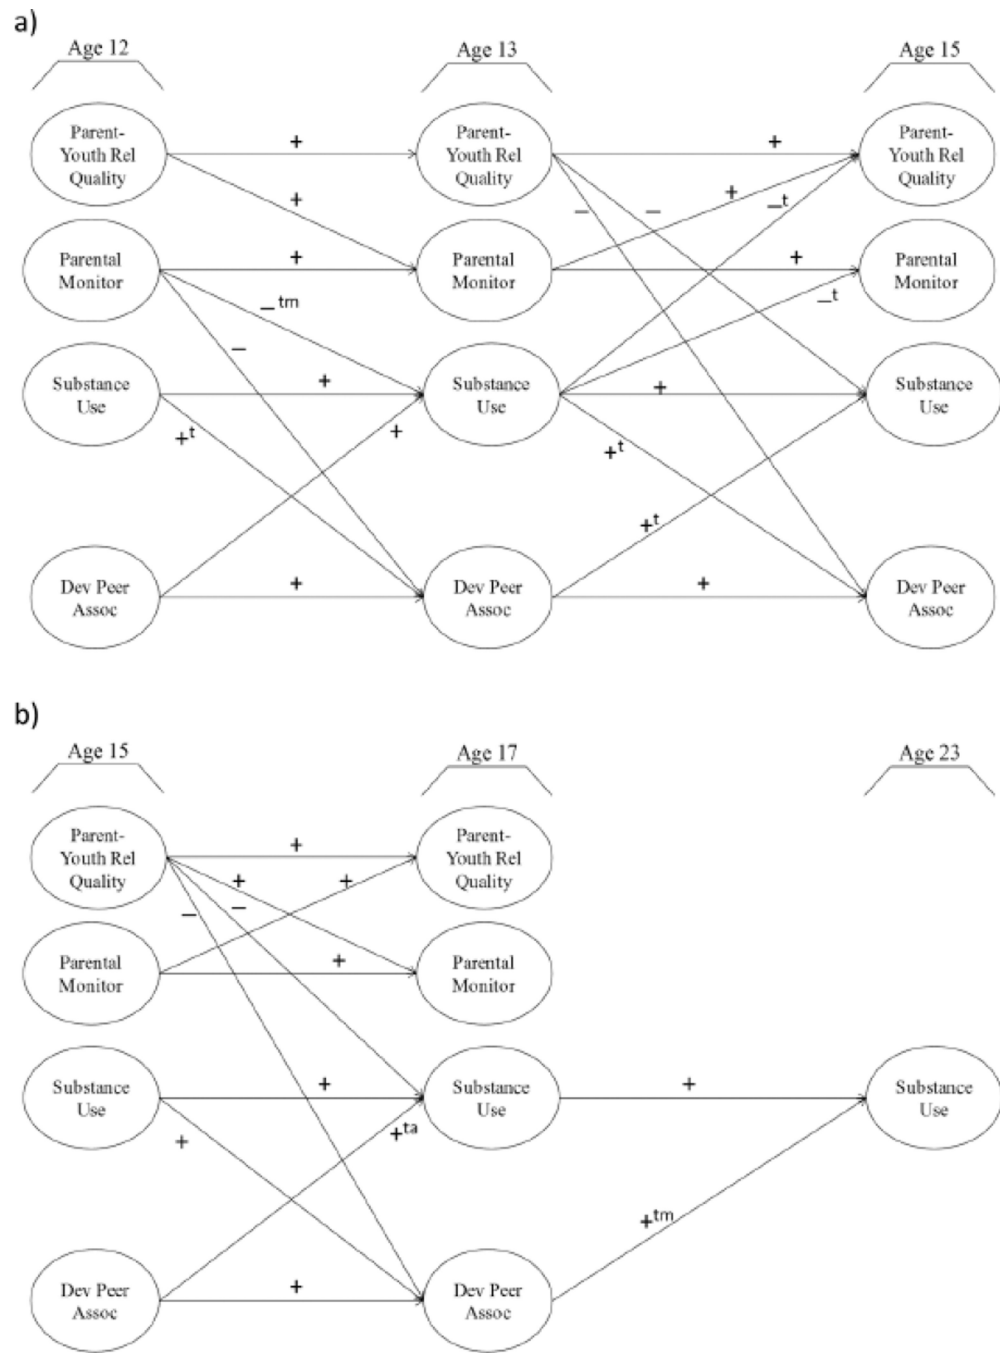 a)
Age 12
Age 13
Age 15
Parent-
Youth Rel
Quality
Parent-
Youth Rel
Quality
Parent-
Youth Rel
Quality
+
+
+
+
−
−
−t
Parental
Monitor
Parental
Monitor
Parental
Monitor
+
+
−tm
−t
−
Substance
Use
Substance
Use
Substance
Use
+
+
+t
+
+t
+t
Dev Peer
Assoc
Dev Peer
Assoc
Dev Peer
Assoc
+
+
b)
Age 15
Age 17
Age 23
Parent-
Youth Rel
Quality
Parent-
Youth Rel
Quality
+
+
+
−
−
Parental
Monitor
Parental
Monitor
+
Substance
Use
Substance
Use
Substance
Use
+
+
+
+ta
+tm
Dev Peer
Assoc
Dev Peer
Assoc
+